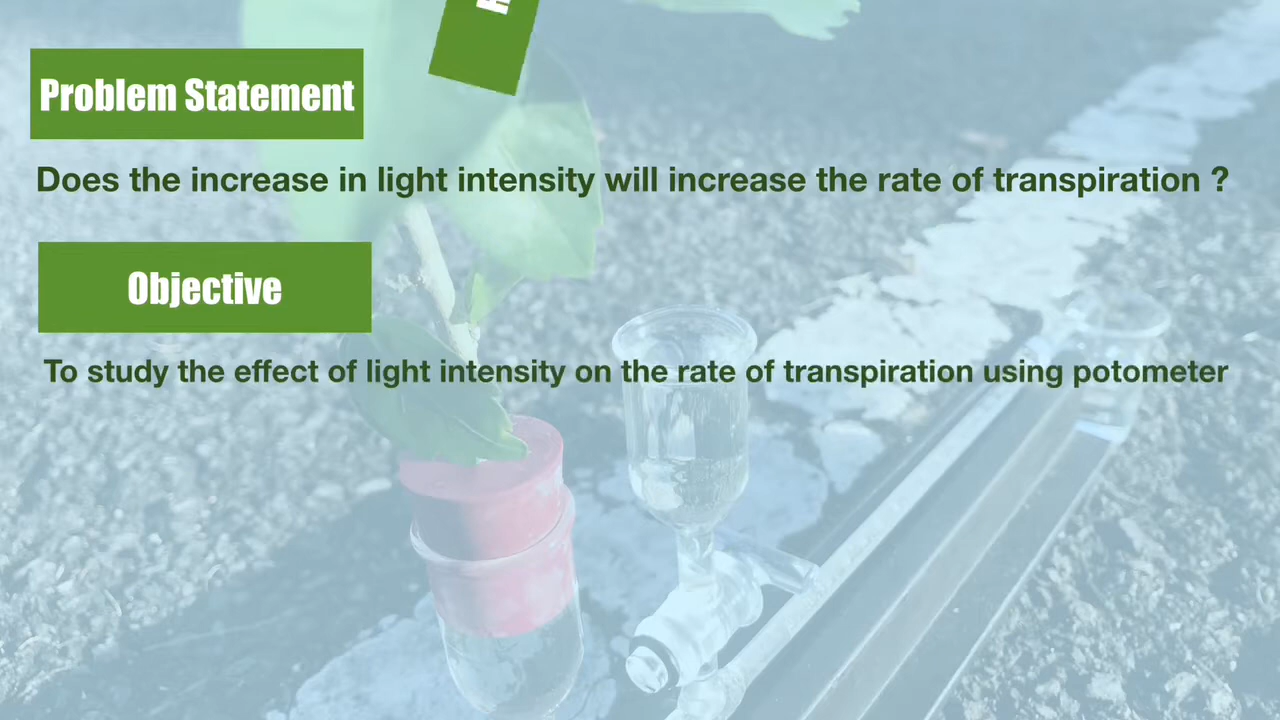 Problem Statement
Does the increase in light intensity will increase the rate of transpiration ?
Objective
To study the effect of light intensity on the rate of transpiration using potometer